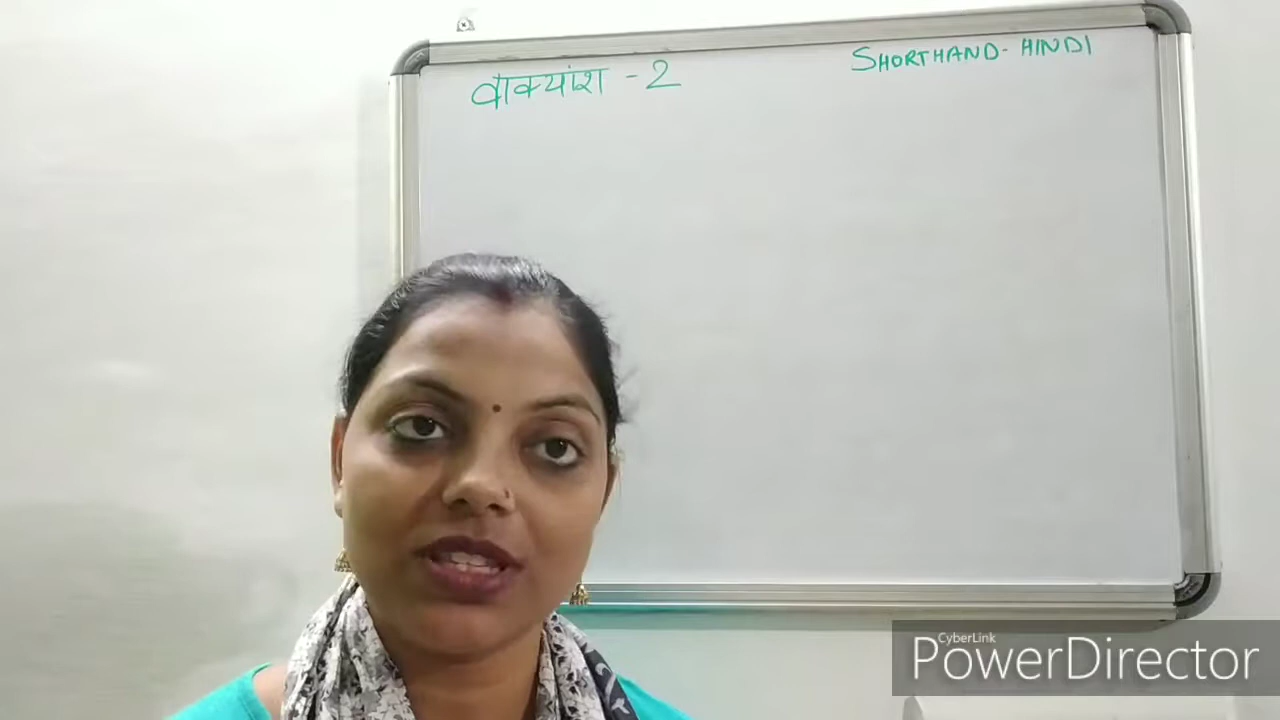 वाक्यांश - 2
SHORTHAND - HINDI
CyberLink
PowerDirector